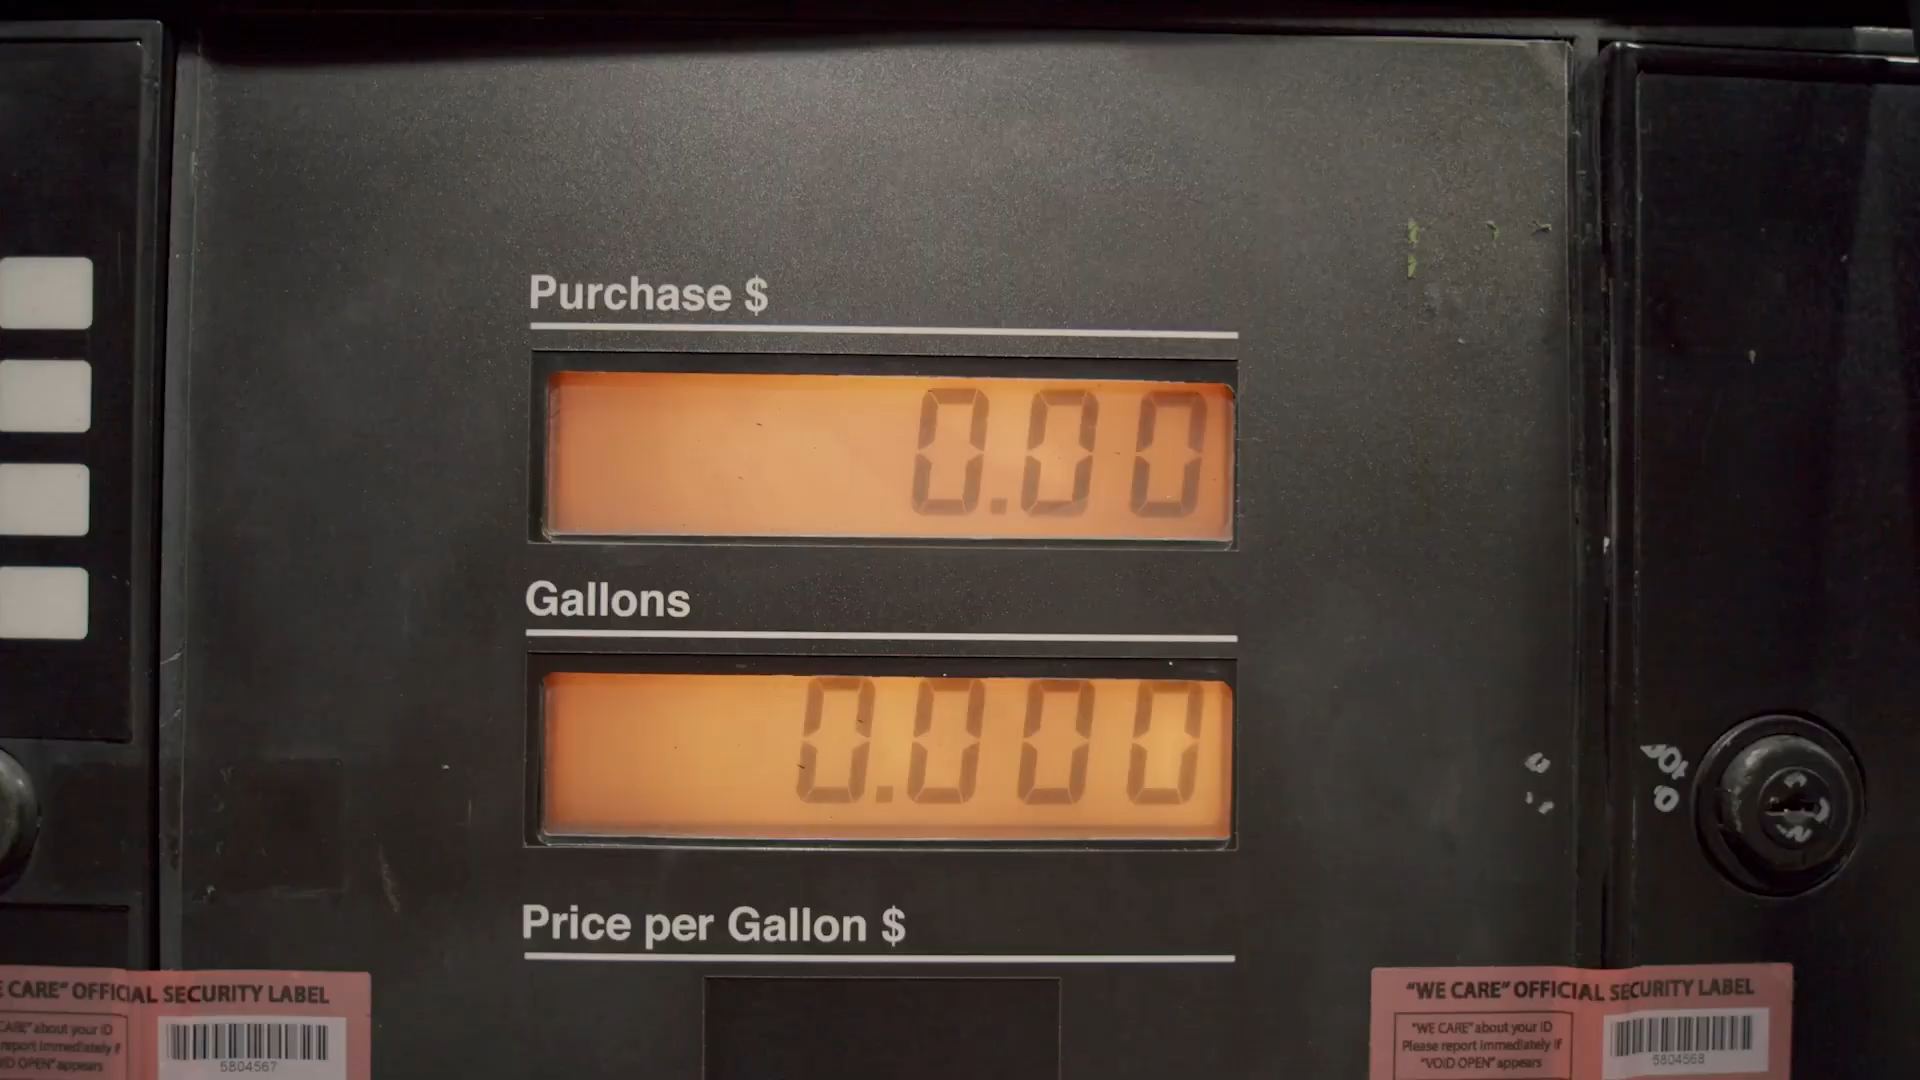 Purchase $
0.00
Gallons
0.000
Price per Gallon $
E CARE" OFFICIAL SECURITY LABEL
CARE" about your ID
report immediately if
OID OPEN" appears
5804567
"WE CARE" OFFICIAL SECURITY LABEL
"WE CARE" about your ID
Please report immediately if
"VOID OPEN" appears
5804568